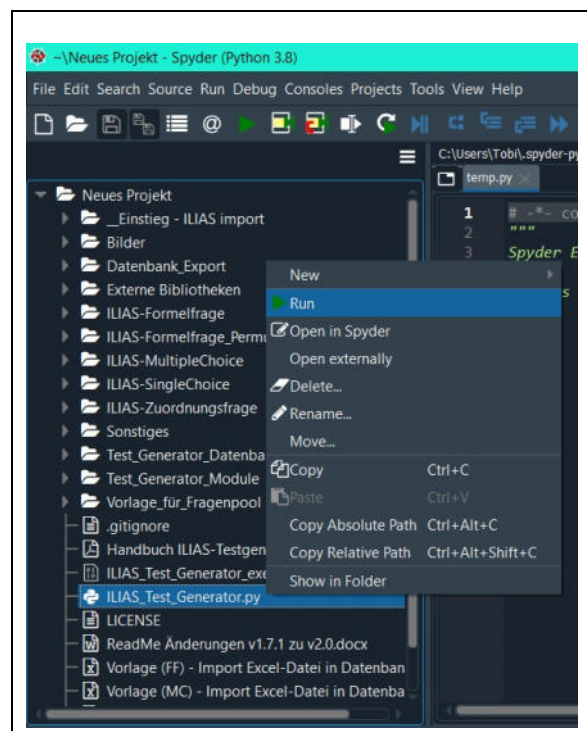 ~\Neues Projekt - Spyder (Python 3.8)
File Edit Search Source Run Debug Consoles Projects Tools View Help
C:\Users\Tobi\.spyder-py
temp.py
Neues Projekt
__Einstieg - ILIAS import
Bilder
Datenbank_Export
Externe Bibliotheken
ILIAS-Formelfrage
ILIAS-Formelfrage_Permu
ILIAS-MultipleChoice
ILIAS-SingleChoice
ILIAS-Zuordnungsfrage
Sonstiges
Test_Generator_Datenba
Test_Generator_Module
Vorlage_für_Fragenpool
.gitignore
Handbuch ILIAS-Testgen
ILIAS_Test_Generator_exe
ILIAS_Test_Generator.py
LICENSE
ReadMe Änderungen v1.7.1 zu v2.0.docx
Vorlage (FF) - Import Excel-Datei in Datenban
Vorlage (MC) - Import Excel-Datei in Datenba
New
Run
Open in Spyder
Open externally
Delete...
Rename...
Move...
Copy Ctrl+C
Paste Ctrl+V
Copy Absolute Path Ctrl+Alt+C
Copy Relative Path Ctrl+Alt+Shift+C
Show in Folder
1 # -*- co
2 """
3 Spyder E
s